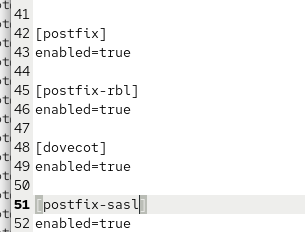 41
42 [postfix]
43 enabled=true
44
45 [postfix-rbl]
46 enabled=true
47
48 [dovecot]
49 enabled=true
50
51 [postfix-sasl]
52 enabled=true